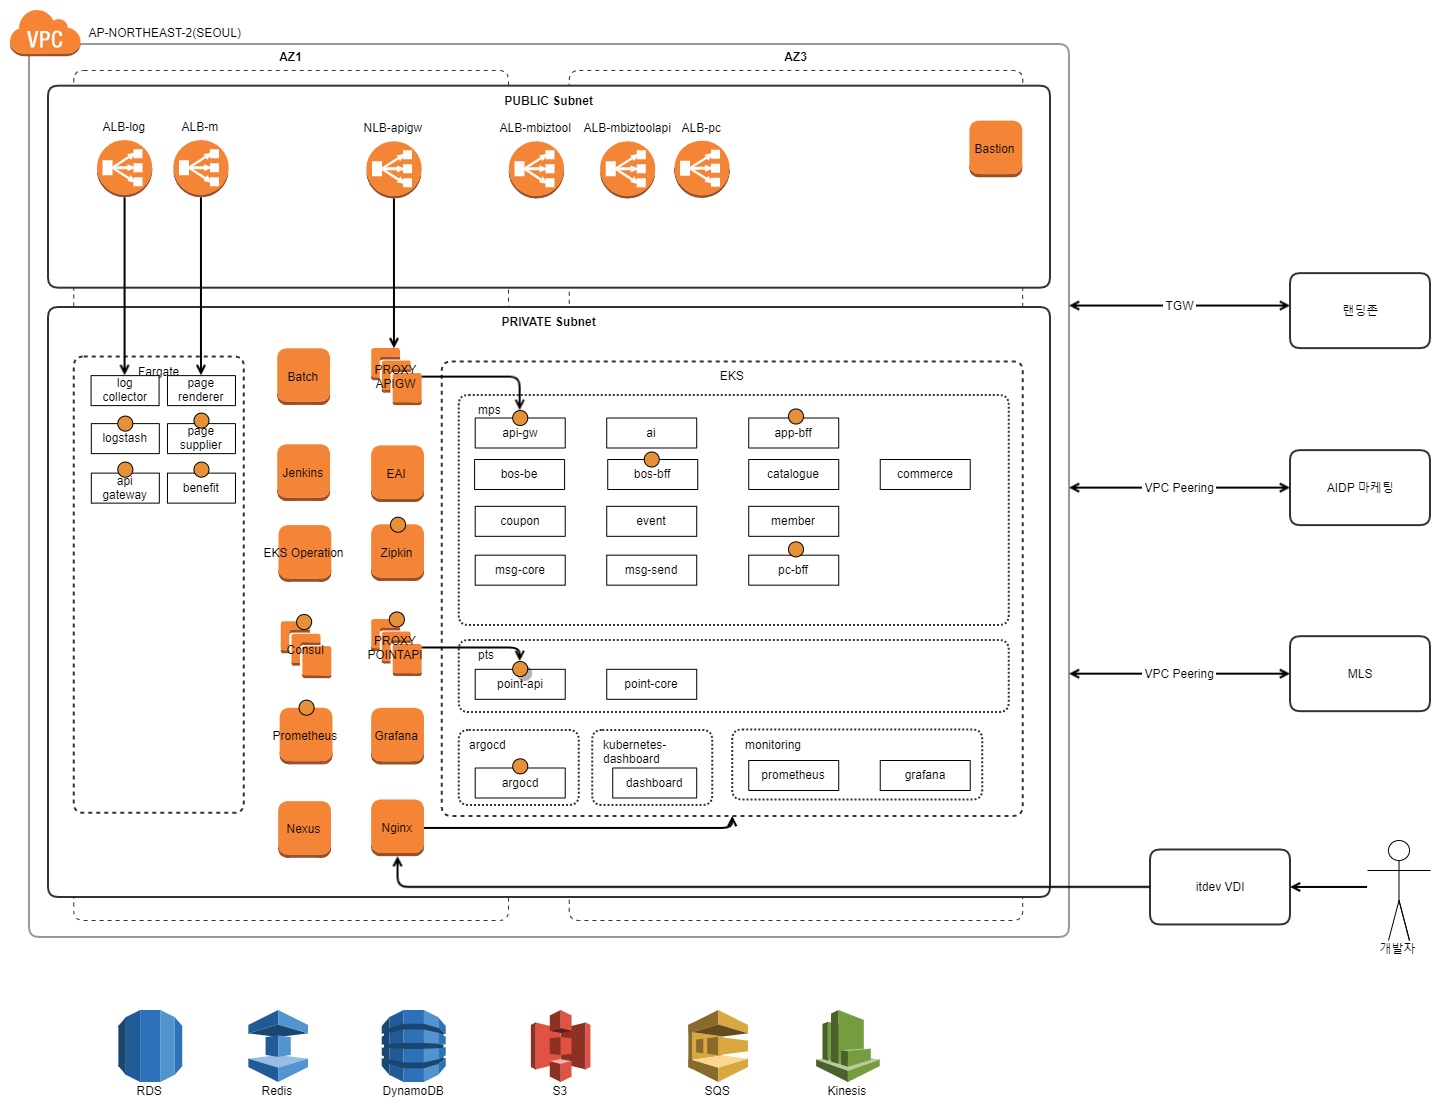 VPC
AP-NORTHEAST-2(SEOUL)
AZ1
AZ3
PUBLIC Subnet
ALB-log
ALB-m
NLB-apigw
ALB-mbiztool
ALB-mbiztoolapi
ALB-pc
Bastion
PRIVATE Subnet
Fargate
log
collector
page
renderer
logstash
page
supplier
api
gateway
benefit
Batch
PROXY
APIGW
Jenkins
EAI
EKS Operation
Zipkin
Consul
PROXY
POINTAPI
Prometheus
Grafana
Nexus
Nginx
EKS
mps
api-gw
ai
app-bff
bos-be
bos-bff
catalogue
commerce
coupon
event
member
msg-core
msg-send
pc-bff
pts
point-api
point-core
argocd
argocd
kubernetes-
dashboard
dashboard
monitoring
prometheus
grafana
TGW
랜딩존
VPC Peering
AIDP 마케팅
VPC Peering
MLS
itdev VDI
개발자
RDS
Redis
DynamoDB
S3
SQS
Kinesis